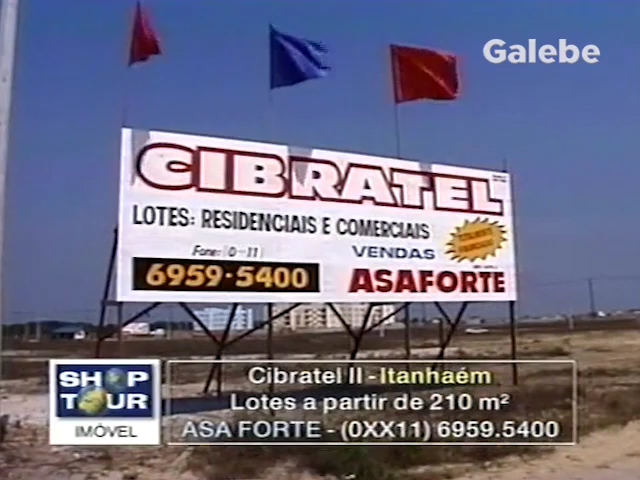 Galebe
CIBRATEL
LOTES: RESIDENCIAIS E COMERCIAIS
Fone: (0-11)
VENDAS
6959·5400
ASAFORTE
SHOP
TOUR
IMÓVEL
Cibratel II - Itanhaém
Lotes a partir de 210 m²
ASA FORTE - (0XX11) 6959.5400